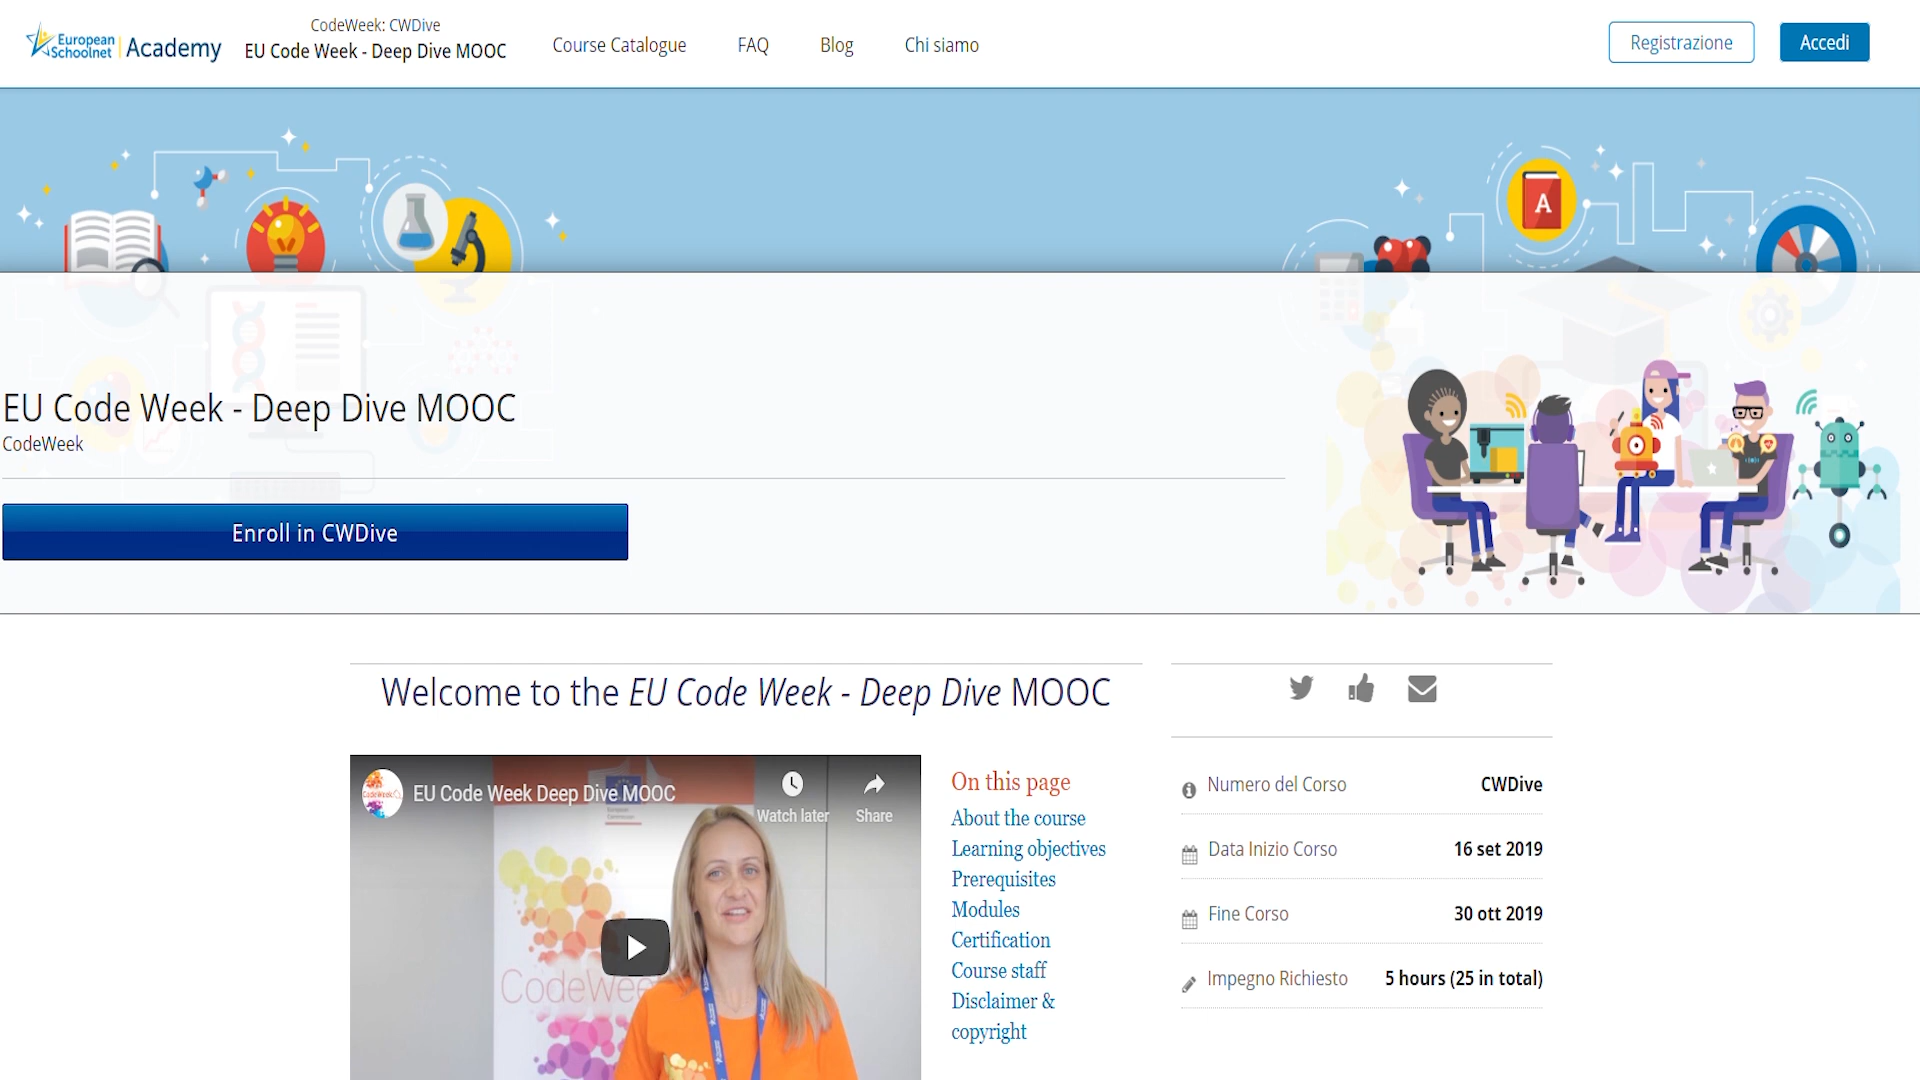 European Schoolnet Academy
CodeWeek: CWDive
EU Code Week - Deep Dive MOOC
Course Catalogue
FAQ
Blog
Chi siamo
Registrazione
Accedi
A
EU Code Week - Deep Dive MOOC
CodeWeek
Enroll in CWDive
Welcome to the EU Code Week - Deep Dive MOOC
CodeWeek
EU Code Week Deep Dive MOOC
Watch later
Share
European
Commission
CodeWee
On this page
About the course
Learning objectives
Prerequisites
Modules
Certification
Course staff
Disclaimer &
copyright
Numero del Corso CWDive
Data Inizio Corso 16 set 2019
Fine Corso 30 ott 2019
Impegno Richiesto 5 hours (25 in total)